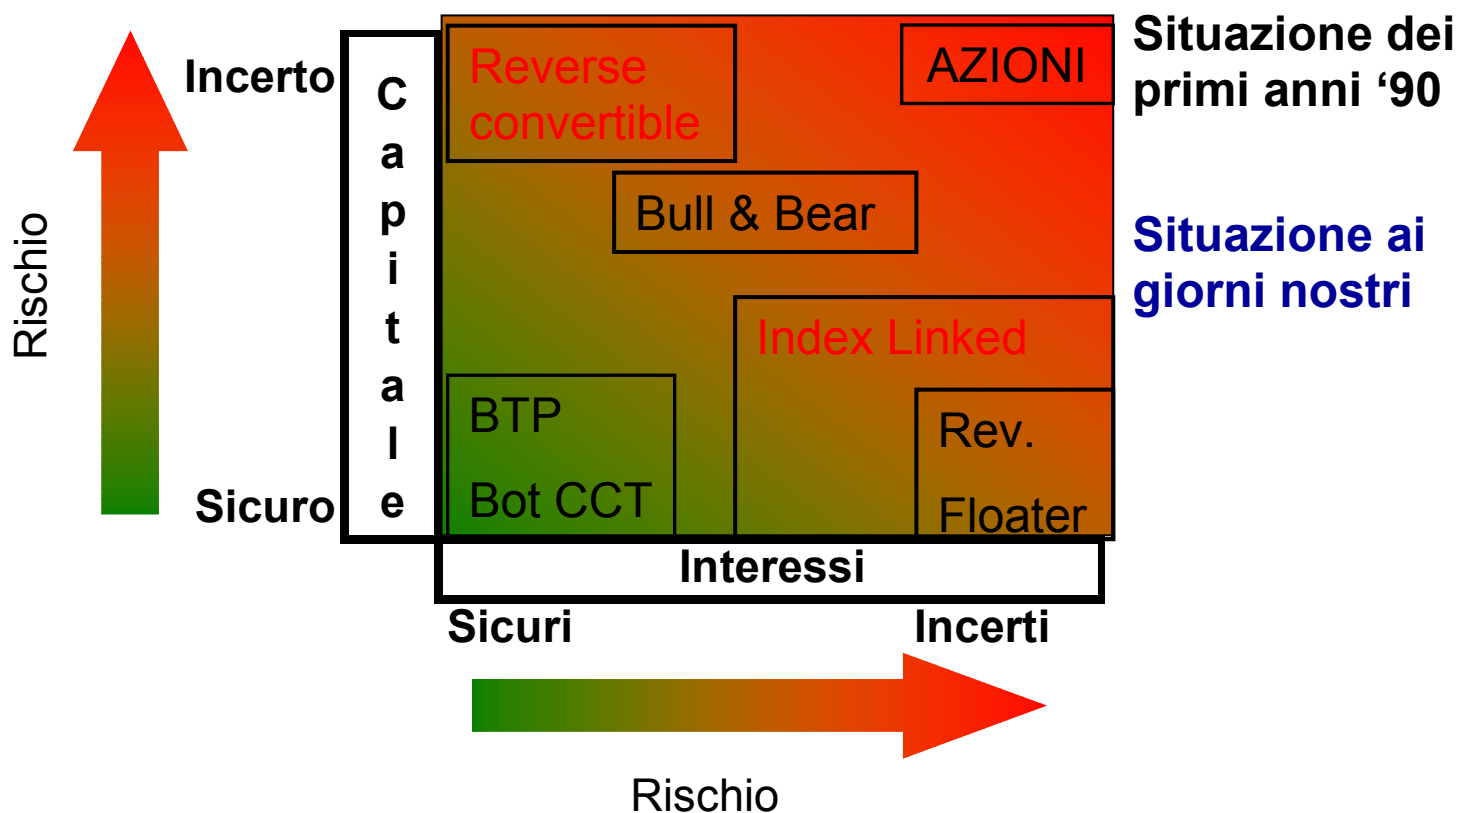 Situazione dei
primi anni ‘90
Situazione ai
giorni nostri
Rischio
Incerto
Sicuro
Capitale
Reverse
convertible
AZIONI
Bull & Bear
Index Linked
BTP
Bot CCT
Rev.
Floater
Interessi
Sicuri
Incerti
Rischio